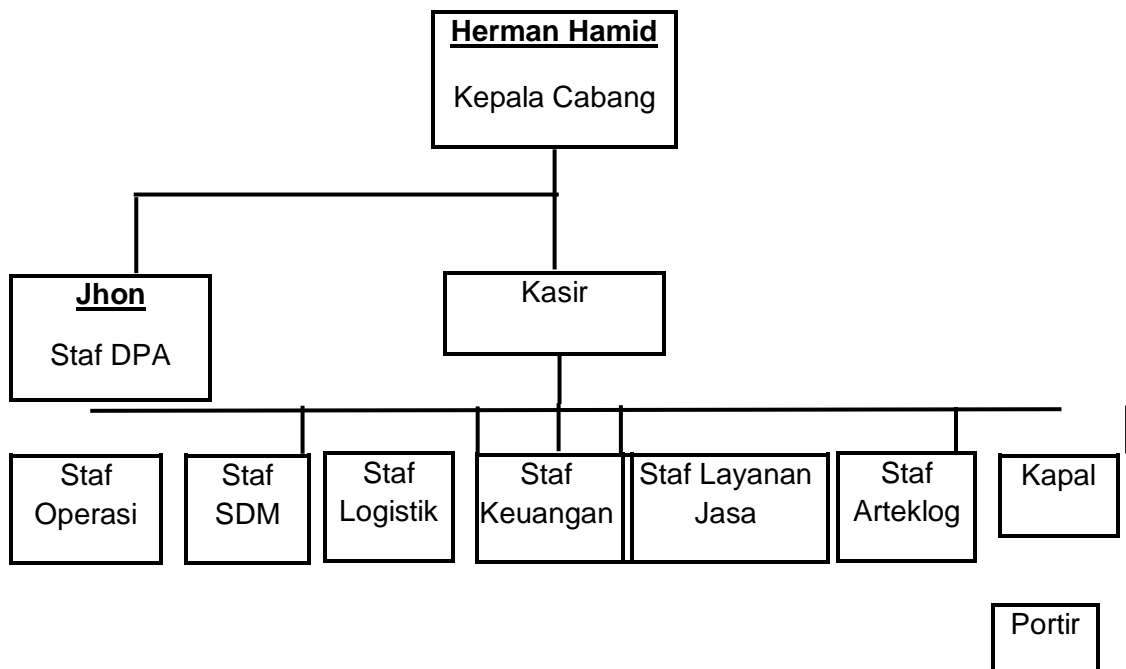 Herman Hamid
Kepala Cabang
Jhon
Staf DPA
Kasir
Staf
Operasi
Staf
SDM
Staf
Logistik
Staf
Keuangan
Staf Layanan
Jasa
Staf
Arteklog
Kapal
Portir